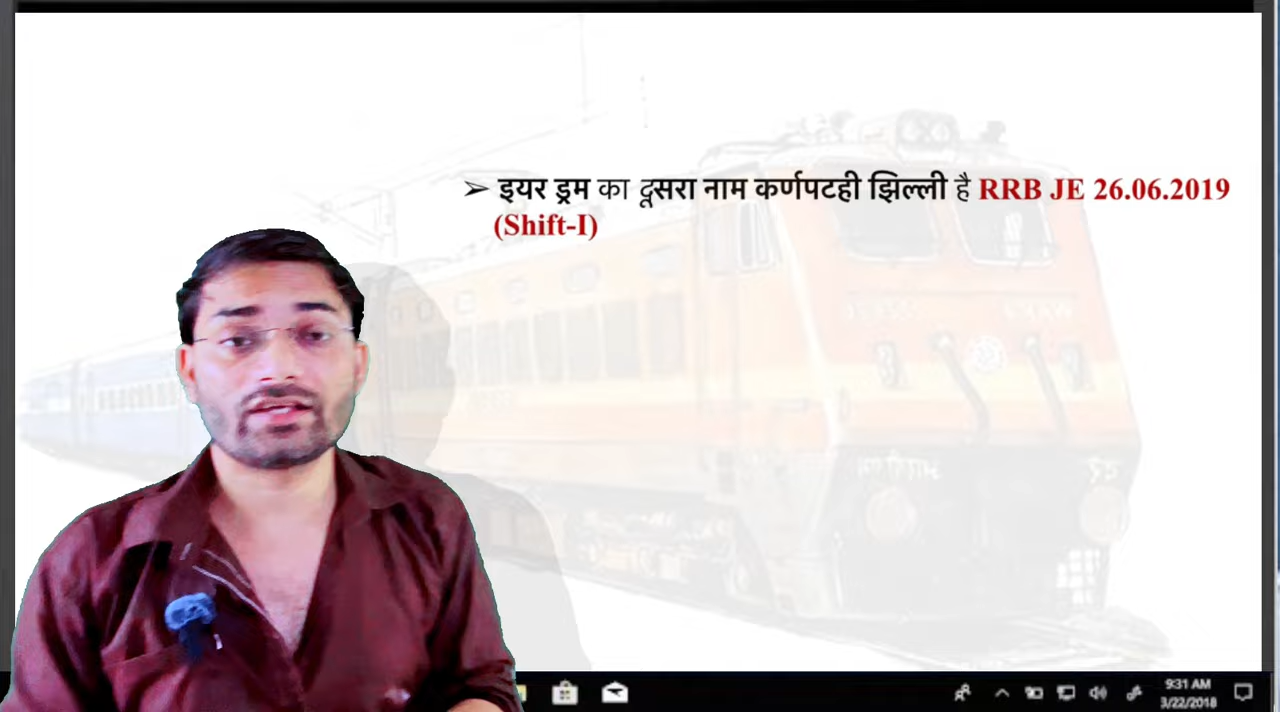 ➢ इयर ड्रम का दूसरा नाम कर्णपटही झिल्ली है RRB JE 26.06.2019
(Shift-I)
9:31 AM
3/22/2018